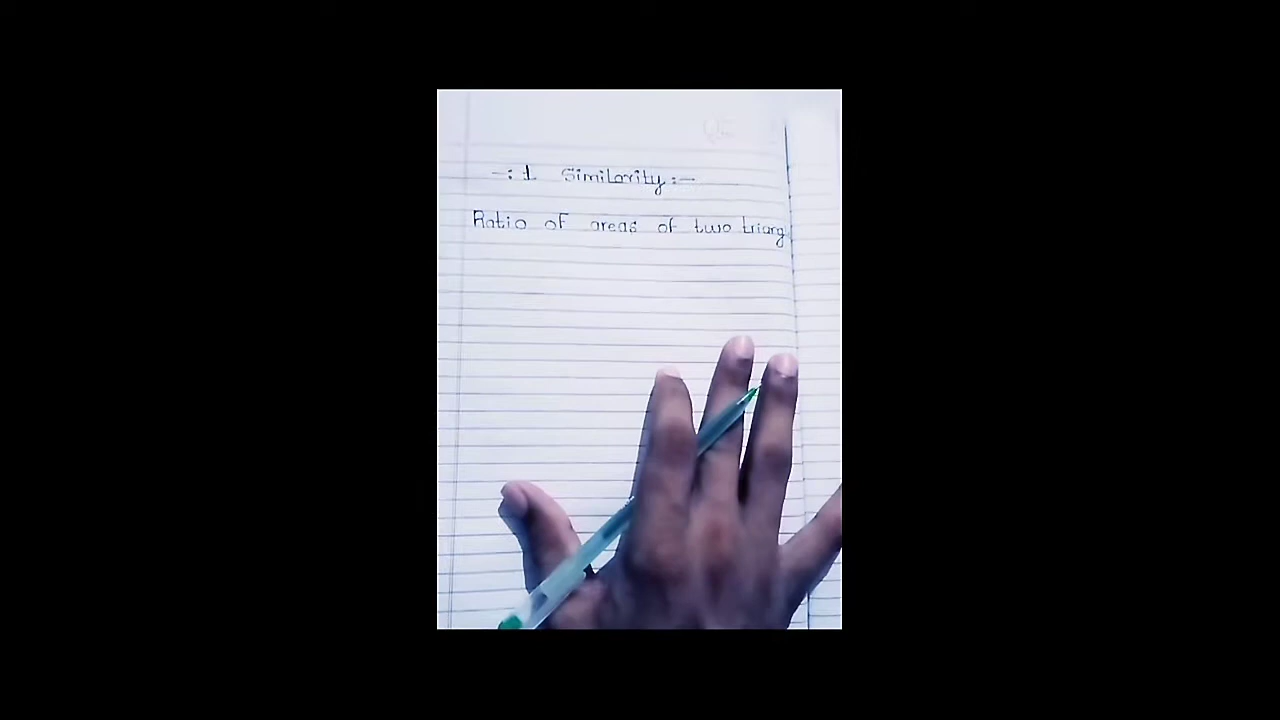 -: 1 Similarity :-
Ratio of areas of two triang